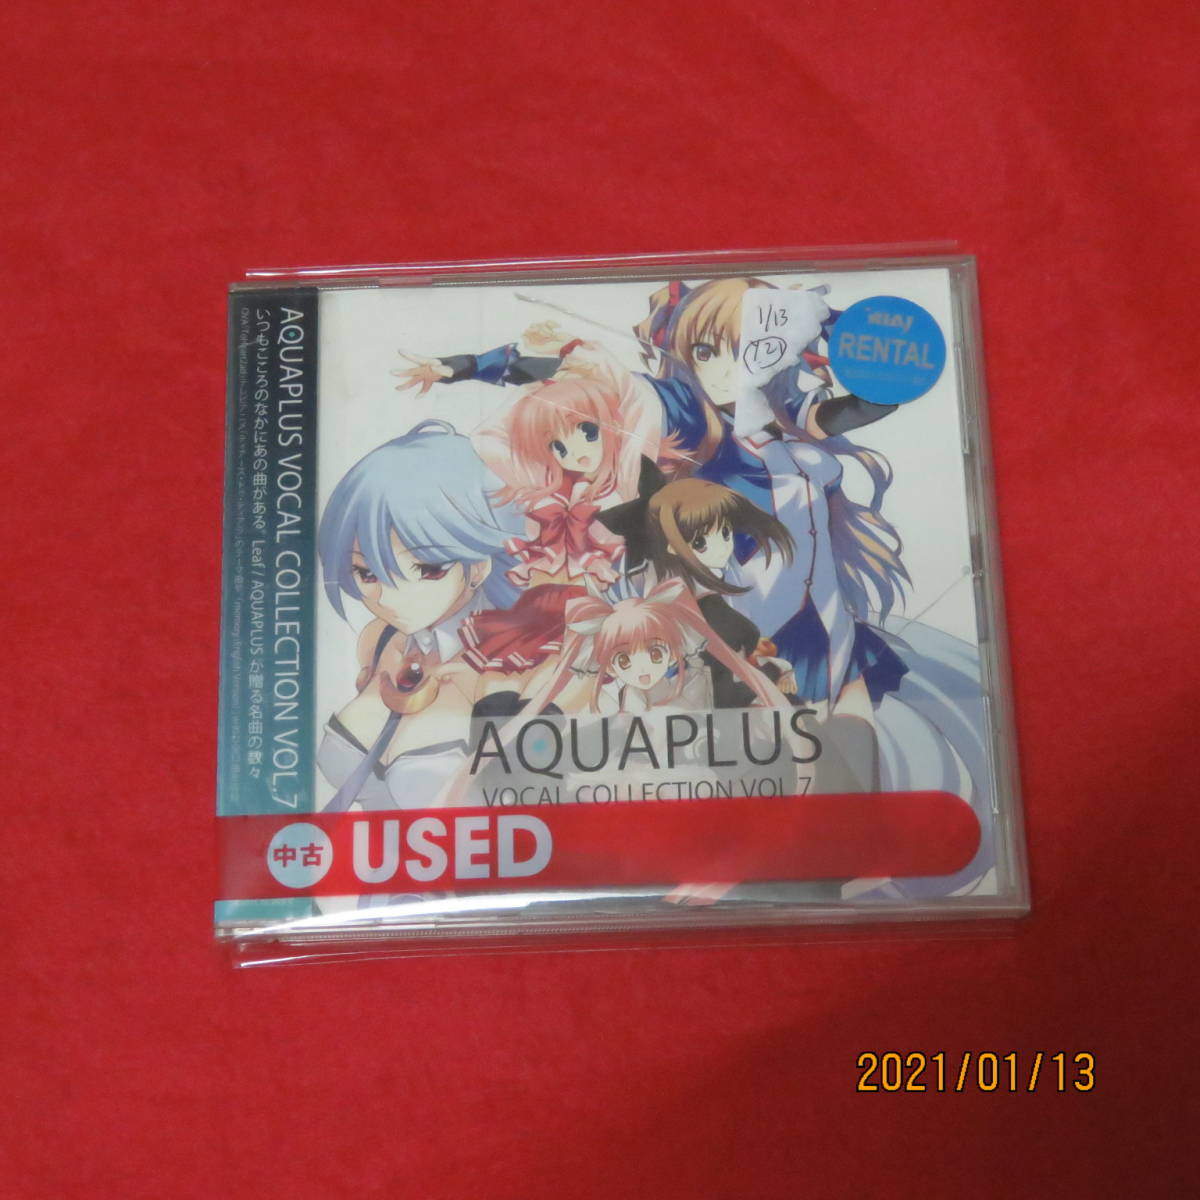 AQUAPLUS VOCAL COLLECTION VOL.7
いつもこころのなかにあの曲がある。Leaf / AQUAPLUS が贈る名曲の数々
1/13
RIAJ
RENTAL
AQUAPLUS
VOCAL COLLECTION VOL.7
中古 USED
2021/01/13